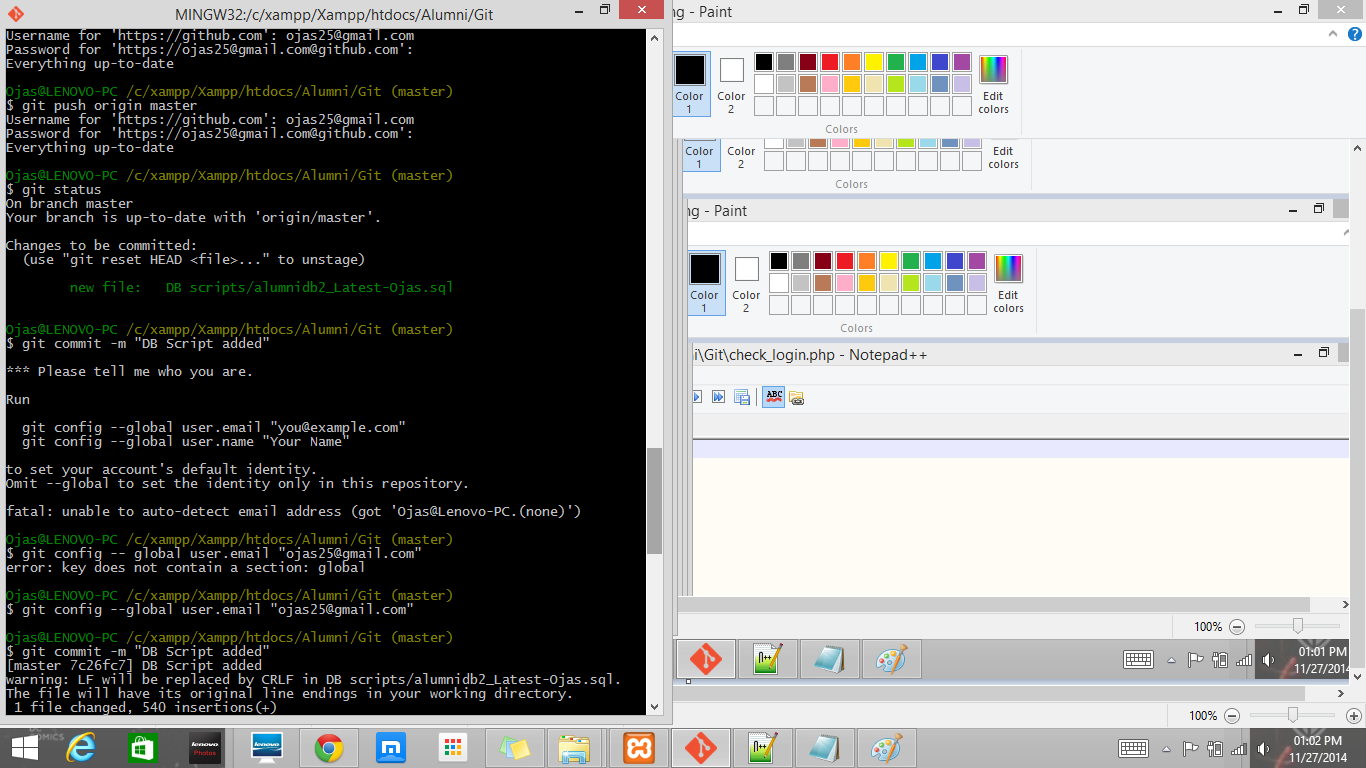 MINGW32:/c/xampp/Xampp/htdocs/Alumni/Git
Username for 'https://github.com': ojas25@gmail.com
Password for 'https://ojas25@gmail.com@github.com':
Everything up-to-date
Ojas@LENOVO-PC /c/xampp/Xampp/htdocs/Alumni/Git (master)
$ git push origin master
Username for 'https://github.com': ojas25@gmail.com
Password for 'https://ojas25@gmail.com@github.com':
Everything up-to-date
Ojas@LENOVO-PC /c/xampp/Xampp/htdocs/Alumni/Git (master)
$ git status
On branch master
Your branch is up-to-date with 'origin/master'.
Changes to be committed:
(use "git reset HEAD <file>..." to unstage)
new file:   DB scripts/alumnidb2_Latest-Ojas.sql
Ojas@LENOVO-PC /c/xampp/Xampp/htdocs/Alumni/Git (master)
$ git commit -m "DB Script added"
*** Please tell me who you are.
Run
git config --global user.email "you@example.com"
git config --global user.name "Your Name"
to set your account's default identity.
Omit --global to set the identity only in this repository.
fatal: unable to auto-detect email address (got 'Ojas@Lenovo-PC.(none)')
Ojas@LENOVO-PC /c/xampp/Xampp/htdocs/Alumni/Git (master)
$ git config -- global user.email "ojas25@gmail.com"
error: key does not contain a section: global
Ojas@LENOVO-PC /c/xampp/Xampp/htdocs/Alumni/Git (master)
$ git config --global user.email "ojas25@gmail.com"
Ojas@LENOVO-PC /c/xampp/Xampp/htdocs/Alumni/Git (master)
$ git commit -m "DB Script added"
[master 7c26fc7] DB Script added
warning: LF will be replaced by CRLF in DB scripts/alumnidb2_Latest-Ojas.sql.
The file will have its original line endings in your working directory.
1 file changed, 540 insertions(+)
ng - Paint
Color 1
Color 2
Edit colors
Colors
Color 1
Color 2
Edit colors
Colors
ng - Paint
Color 1
Color 2
Edit colors
Colors
i\Git\check_login.php - Notepad++
ABC
100%
01:01 PM
11/27/2014
100%
lenovo
Photos
lenovo
01:02 PM
11/27/2014